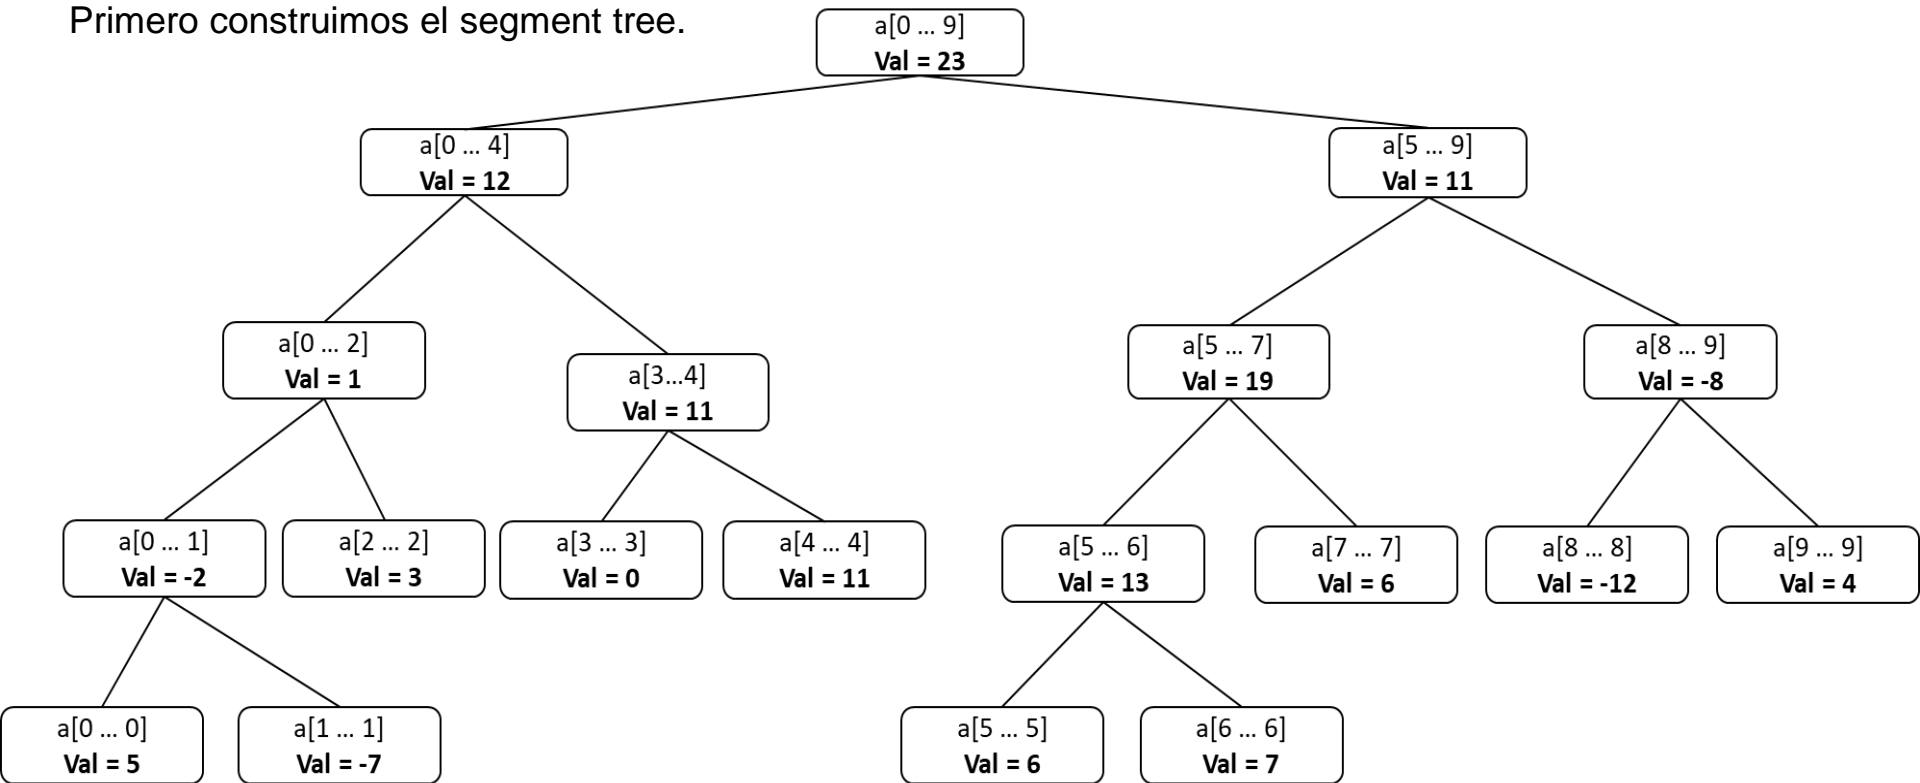 Primero construimos el segment tree.
a[0 ... 9]
Val = 23
a[0 ... 4]
Val = 12
a[5 ... 9]
Val = 11
a[0 ... 2]
Val = 1
a[3...4]
Val = 11
a[5 ... 7]
Val = 19
a[8 ... 9]
Val = -8
a[0 ... 1]
Val = -2
a[2 ... 2]
Val = 3
a[3 ... 3]
Val = 0
a[4 ... 4]
Val = 11
a[5 ... 6]
Val = 13
a[7 ... 7]
Val = 6
a[8 ... 8]
Val = -12
a[9 ... 9]
Val = 4
a[0 ... 0]
Val = 5
a[1 ... 1]
Val = -7
a[5 ... 5]
Val = 6
a[6 ... 6]
Val = 7